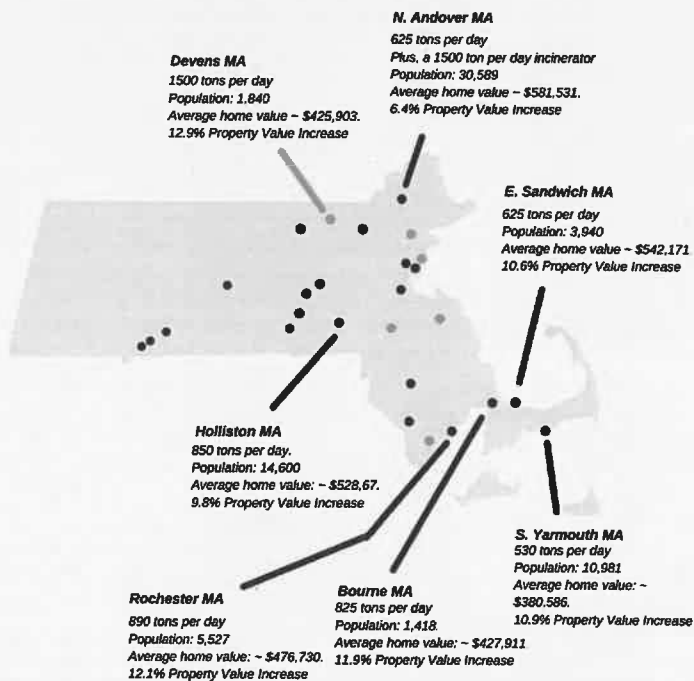 N. Andover MA
625 tons per day
Plus, a 1500 ton per day incinerator
Population: 30,589
Average home value ~ $581,531.
6.4% Property Value Increase
Devens MA
1500 tons per day
Population: 1,840
Average home value ~ $425,903.
12.9% Property Value Increase
E. Sandwich MA
625 tons per day
Population: 3,940
Average home value ~ $542,171
10.6% Property Value Increase
Holliston MA
850 tons per day.
Population: 14,600
Average home value: ~ $528,67.
9.8% Property Value Increase
S. Yarmouth MA
530 tons per day
Population: 10,981
Average home value: ~
$380.586.
10.9% Property Value Increase
Rochester MA
890 tons per day
Population: 5,527
Average home value: ~ $476,730.
12.1% Property Value Increase
Bourne MA
825 tons per day
Population: 1,418.
Average home value: ~ $427,911
11.9% Property Value Increase